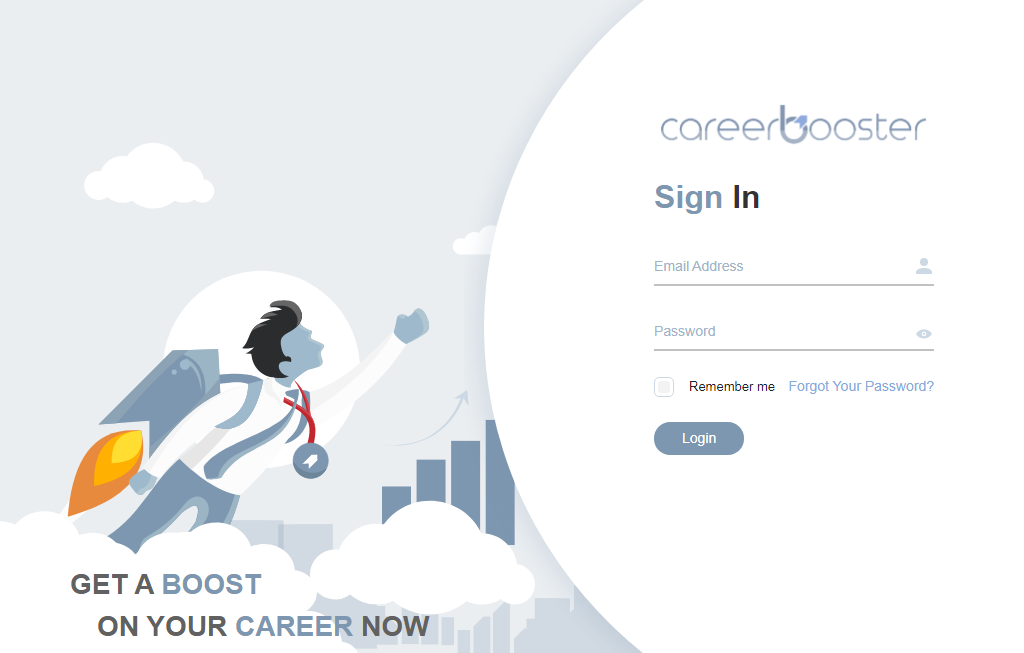 careerbooster
Sign In
Email Address
Password
Remember me Forgot Your Password?
Login
GET A BOOST
ON YOUR CAREER NOW